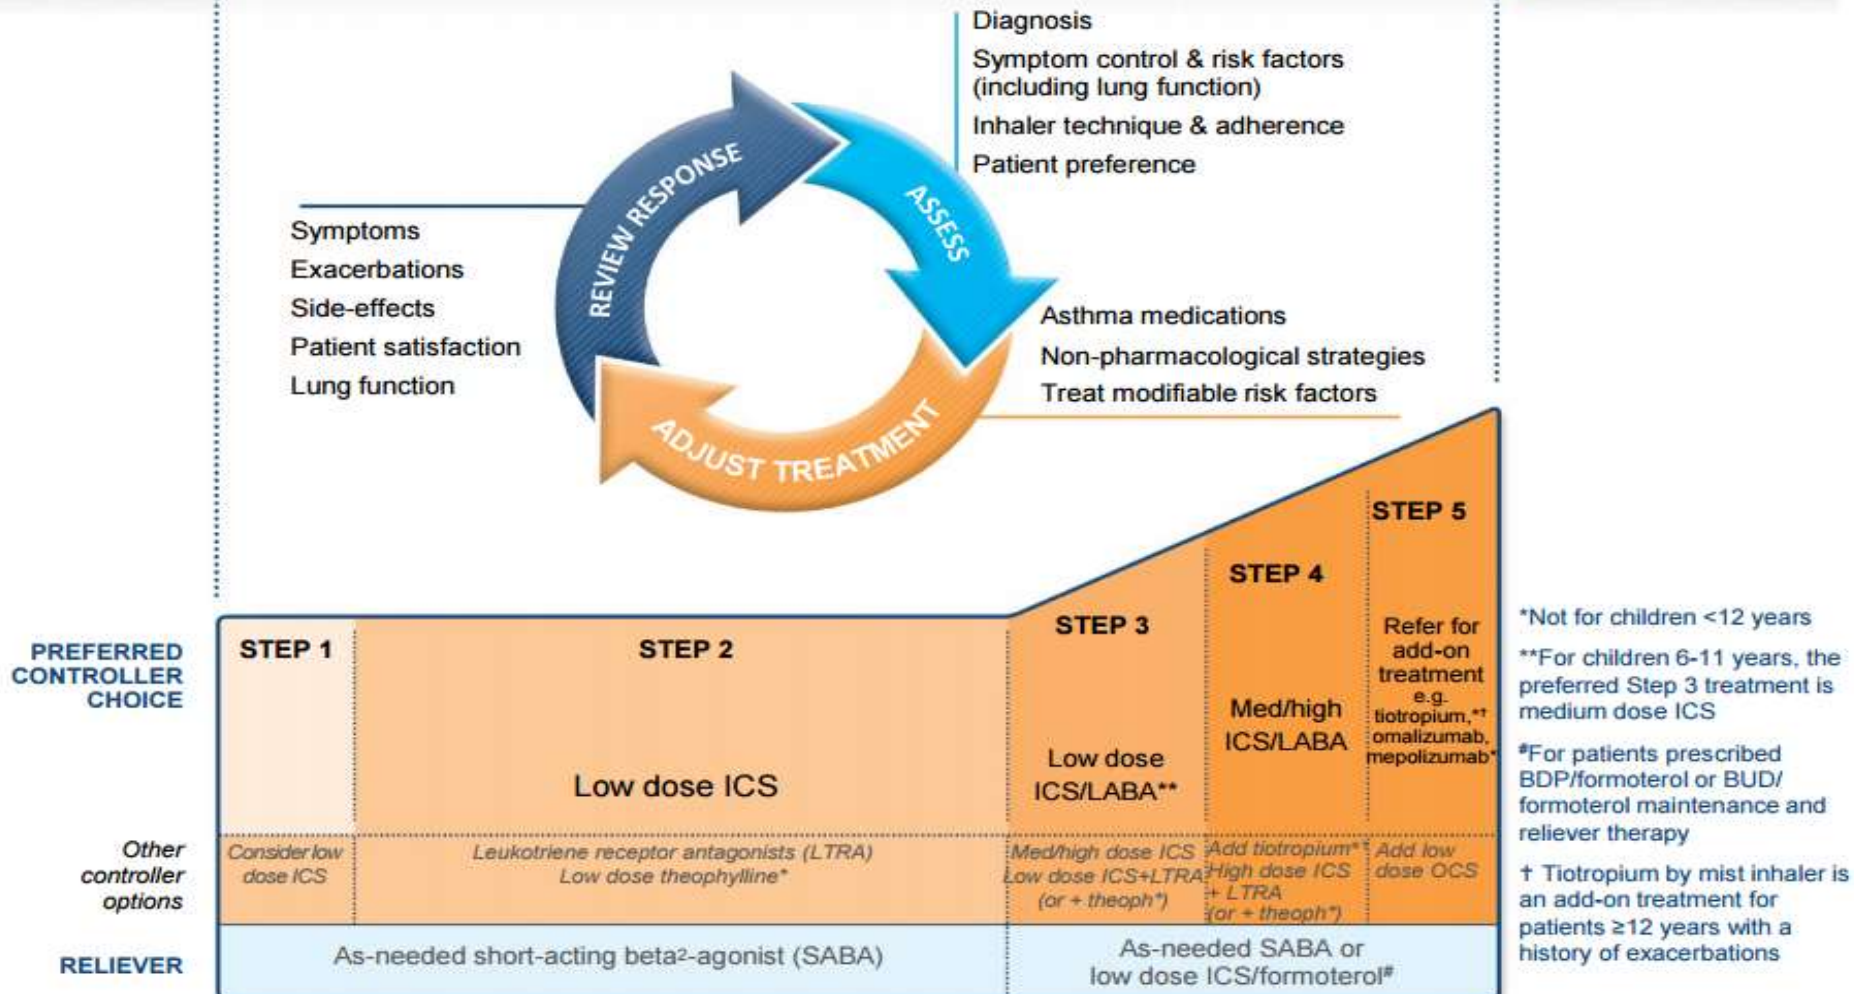 Diagnosis
Symptom control & risk factors
(including lung function)
Inhaler technique & adherence
Patient preference
REVIEW RESPONSE
ASSESS
ADJUST TREATMENT
Symptoms
Exacerbations
Side-effects
Patient satisfaction
Lung function
Asthma medications
Non-pharmacological strategies
Treat modifiable risk factors
PREFERRED
CONTROLLER
CHOICE
STEP 1
STEP 2
Low dose ICS
STEP 3
Low dose
ICS/LABA**
STEP 4
Med/high
ICS/LABA
STEP 5
Refer for
add-on
treatment
e.g.
tiotropium,*†
omalizumab,
mepolizumab*
Other
controller
options
Consider low
dose ICS
Leukotriene receptor antagonists (LTRA)
Low dose theophylline*
Med/high dose ICS
Low dose ICS+LTRA
(or + theoph*)
Add tiotropium*†
High dose ICS
+ LTRA
(or + theoph*)
Add low
dose OCS
RELIEVER
As-needed short-acting beta2-agonist (SABA)
As-needed SABA or
low dose ICS/formoterol#
*Not for children <12 years
**For children 6-11 years, the
preferred Step 3 treatment is
medium dose ICS
#For patients prescribed
BDP/formoterol or BUD/
formoterol maintenance and
reliever therapy
† Tiotropium by mist inhaler is
an add-on treatment for
patients ≥12 years with a
history of exacerbations